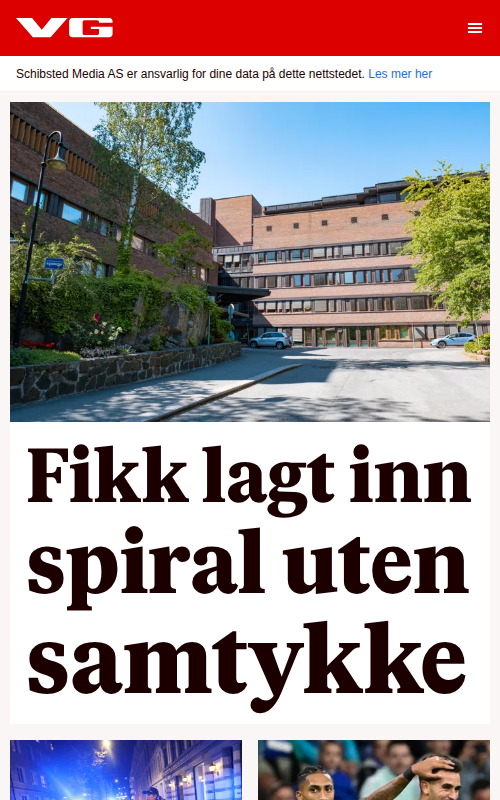 VG
Schibsted Media AS er ansvarlig for dine data på dette nettstedet. Les mer her
Fikk lagt inn
spiral uten
samtykke